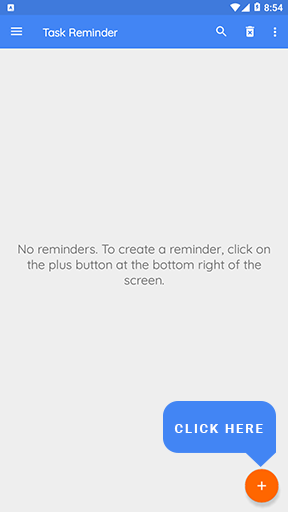 8:54
Task Reminder
No reminders. To create a reminder, click on
the plus button at the bottom right of the
screen.
CLICK HERE